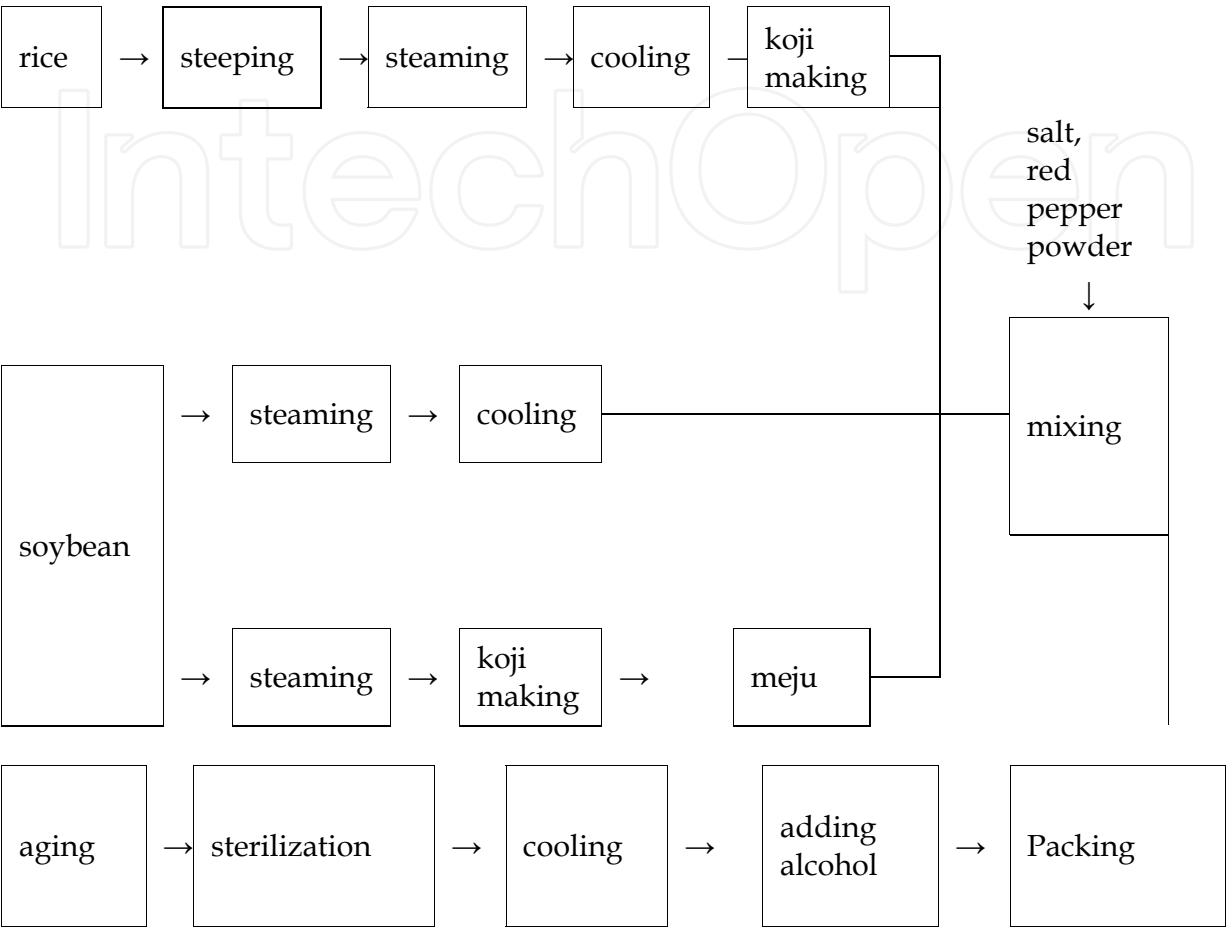 rice → steeping → steaming → cooling – koji
making
IntechOpen
salt,
red
pepper
powder
↓
soybean
→ steaming → cooling
mixing
→ steaming → koji
making → meju
aging → sterilization → cooling → adding
alcohol → Packing